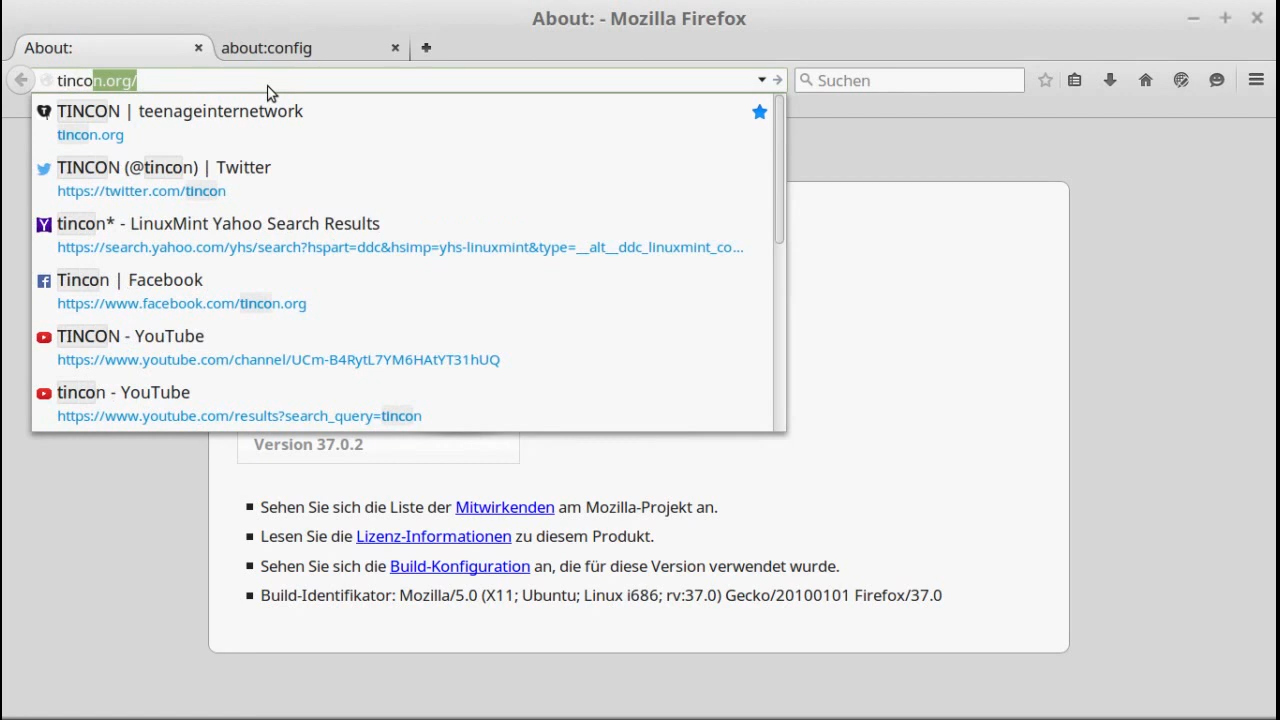 About: - Mozilla Firefox
About:
about:config
tincon.org/
Suchen
TINCON | teenageinternetwork
tincon.org
TINCON (@tincon) | Twitter
https://twitter.com/tincon
tincon* - LinuxMint Yahoo Search Results
https://search.yahoo.com/yhs/search?hspart=ddc&hsimp=yhs-linuxmint&type=__alt__ddc_linuxmint_co...
Tincon | Facebook
https://www.facebook.com/tincon.org
TINCON - YouTube
https://www.youtube.com/channel/UCm-B4RytL7YM6HAtYT31hUQ
tincon - YouTube
https://www.youtube.com/results?search_query=tincon
Version 37.0.2
Sehen Sie sich die Liste der Mitwirkenden am Mozilla-Projekt an.
Lesen Sie die Lizenz-Informationen zu diesem Produkt.
Sehen Sie sich die Build-Konfiguration an, die für diese Version verwendet wurde.
Build-Identifikator: Mozilla/5.0 (X11; Ubuntu; Linux i686; rv:37.0) Gecko/20100101 Firefox/37.0